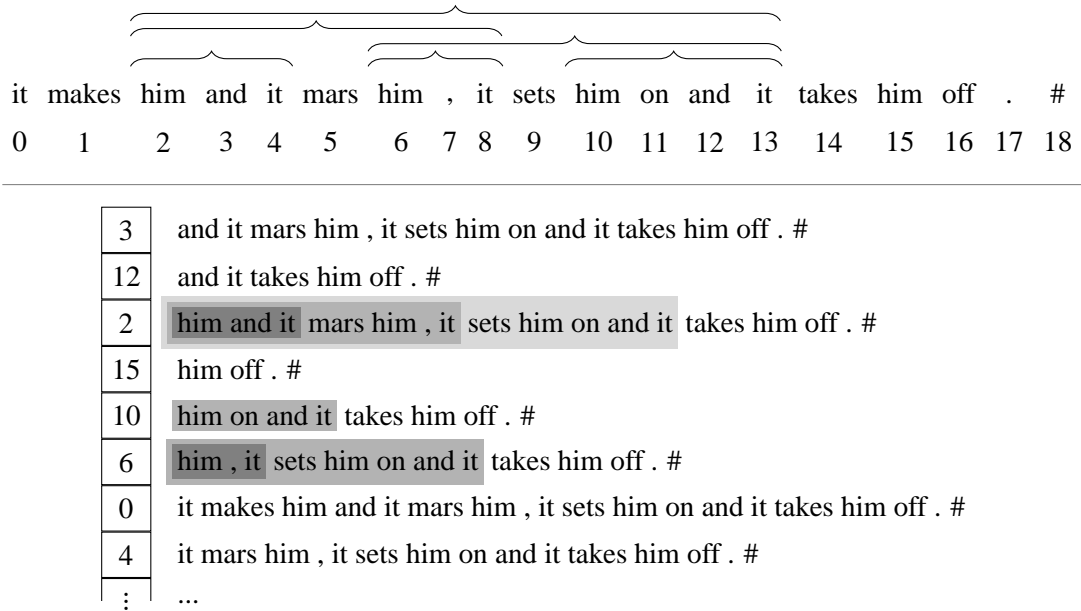 it makes him and it mars him , it sets him on and it takes him off . #
0 1 2 3 4 5 6 7 8 9 10 11 12 13 14 15 16 17 18
3 and it mars him , it sets him on and it takes him off . #
12 and it takes him off . #
2 him and it mars him , it sets him on and it takes him off . #
15 him off . #
10 him on and it takes him off . #
6 him , it sets him on and it takes him off . #
0 it makes him and it mars him , it sets him on and it takes him off . #
4 it mars him , it sets him on and it takes him off . #
⋮ ...